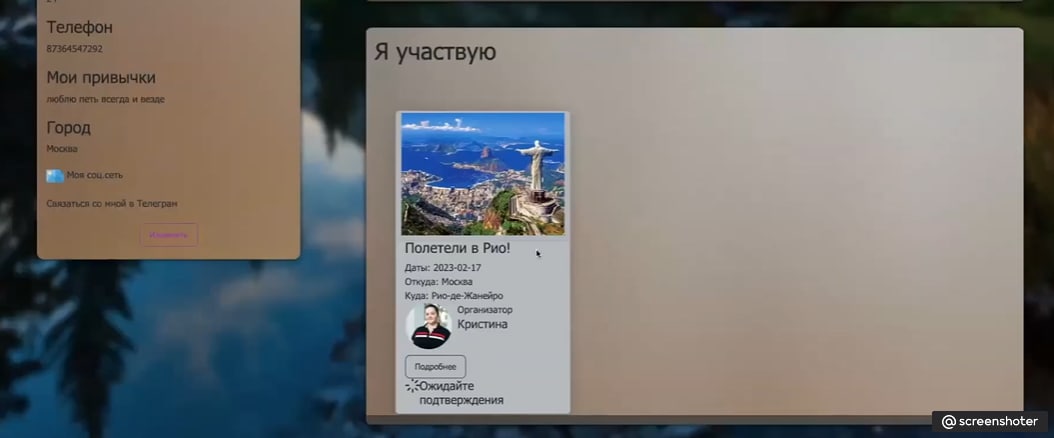 Телефон
87364547292
Мои привычки
люблю петь всегда и везде
Город
Москва
Моя соц.сеть
Связаться со мной в Телеграм
Изменить
Я участвую
Полетели в Рио!
Даты: 2023-02-17
Откуда: Москва
Куда: Рио-де-Жанейро
Организатор
Кристина
Подробнее
Ожидайте
подтверждения
@screenshoter